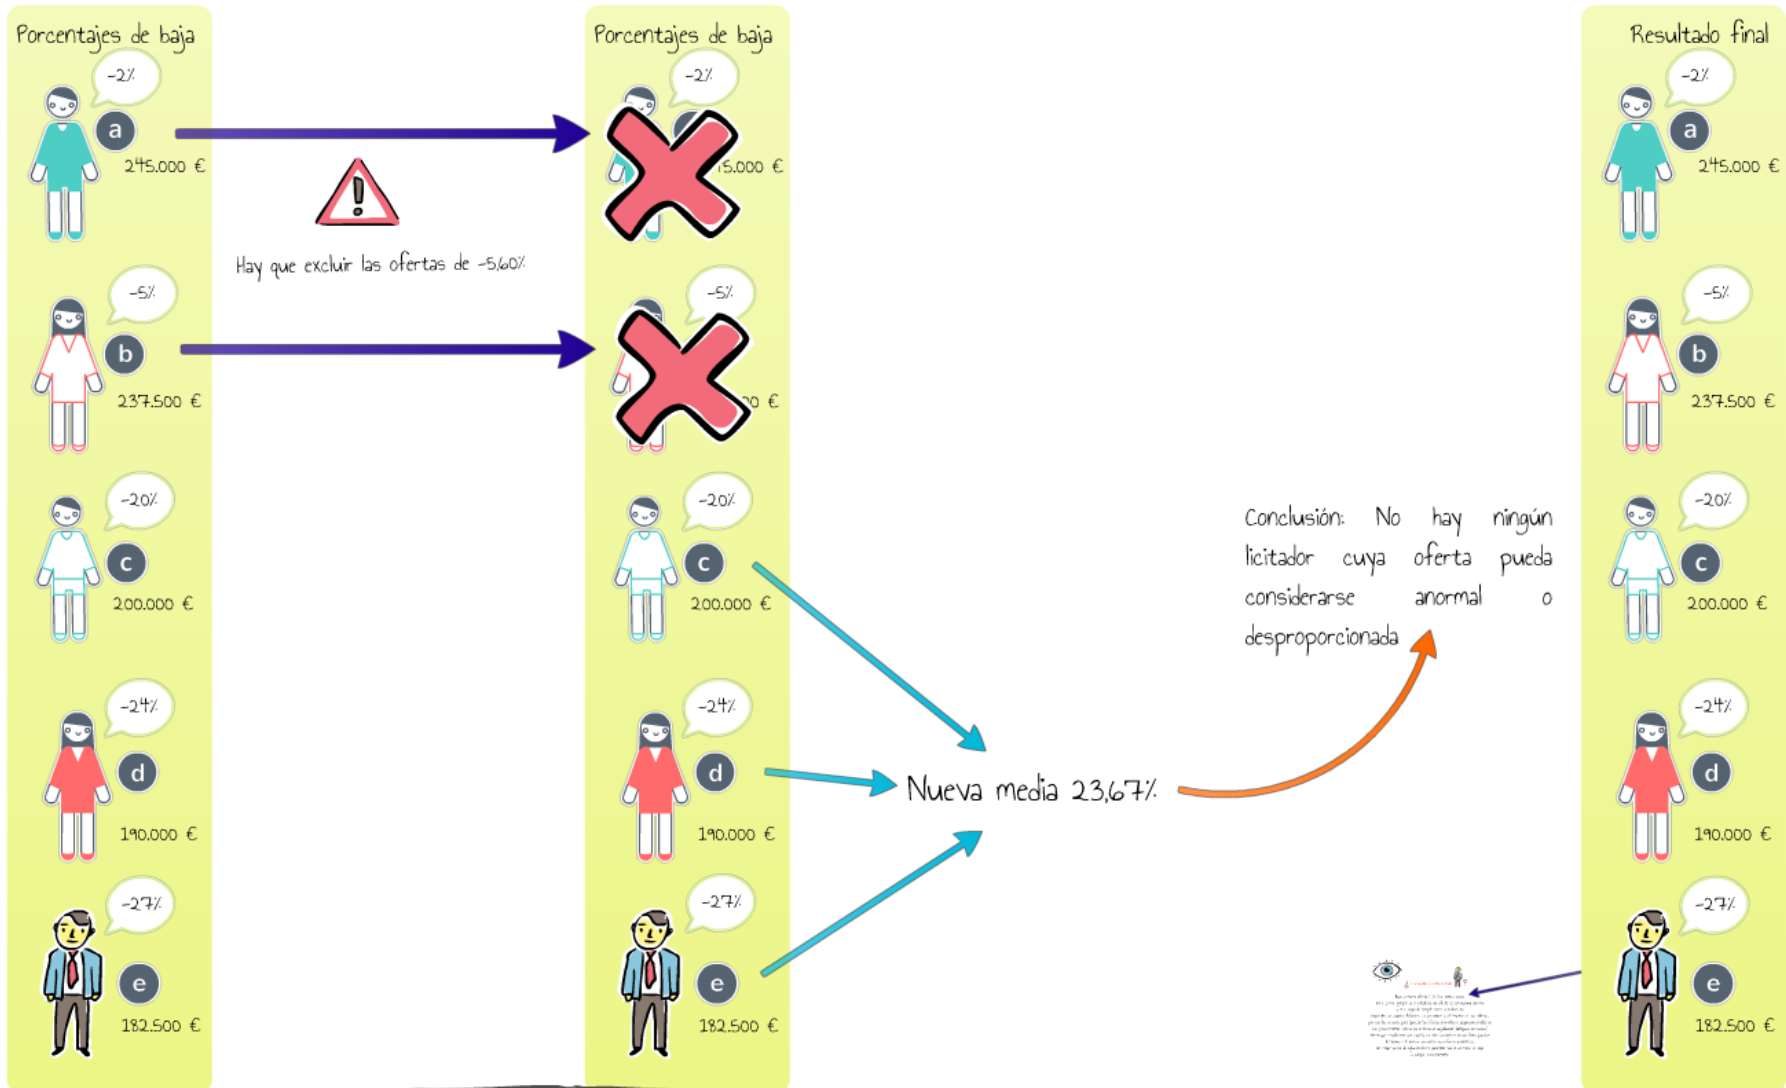 Porcentajes de baja
-2%
a
245.000 €
-5%
b
237.500 €
-20%
c
200.000 €
-24%
d
190.000 €
-27%
e
182.500 €
Hay que excluir las ofertas de -5,60%
Porcentajes de baja
-2%
5.000 €
-5%
€
-20%
c
200.000 €
-24%
d
190.000 €
-27%
e
182.500 €
Nueva media 23,67%
Conclusión: No hay ningún
licitador cuya oferta pueda
considerarse anormal o
desproporcionada
Resultado final
-2%
a
245.000 €
-5%
b
237.500 €
-20%
c
200.000 €
-24%
d
190.000 €
-27%
e
182.500 €